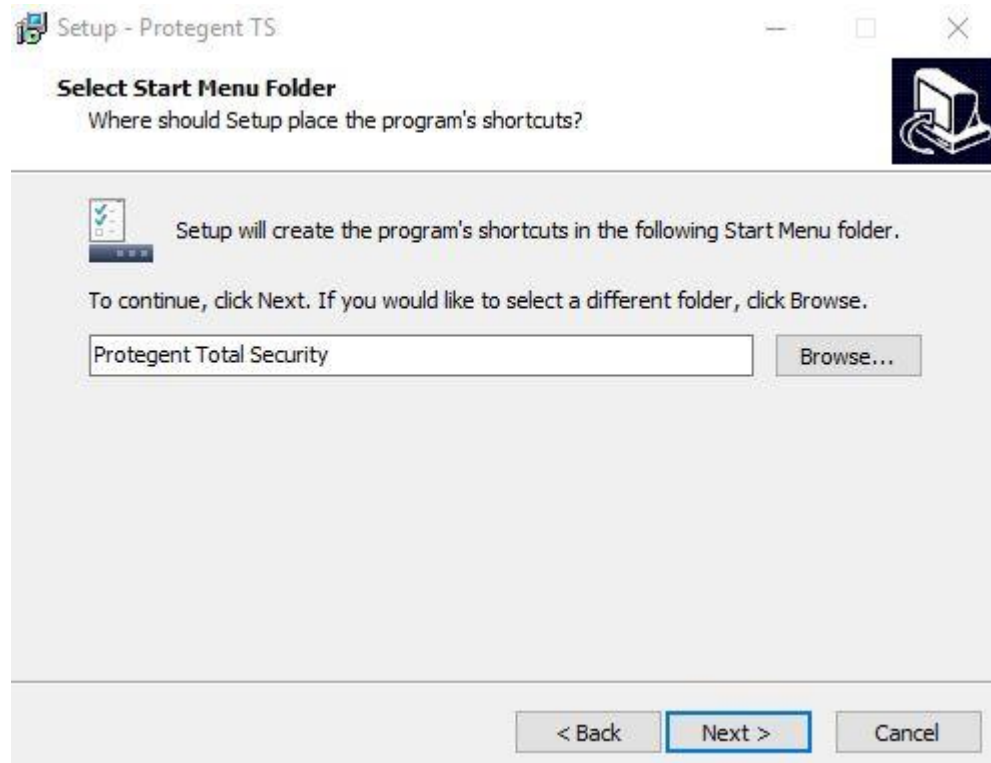 Setup - Protegent TS
Select Start Menu Folder
Where should Setup place the program's shortcuts?
Setup will create the program's shortcuts in the following Start Menu folder.
To continue, click Next. If you would like to select a different folder, click Browse.
Protegent Total Security
Browse...
< Back
Next >
Cancel